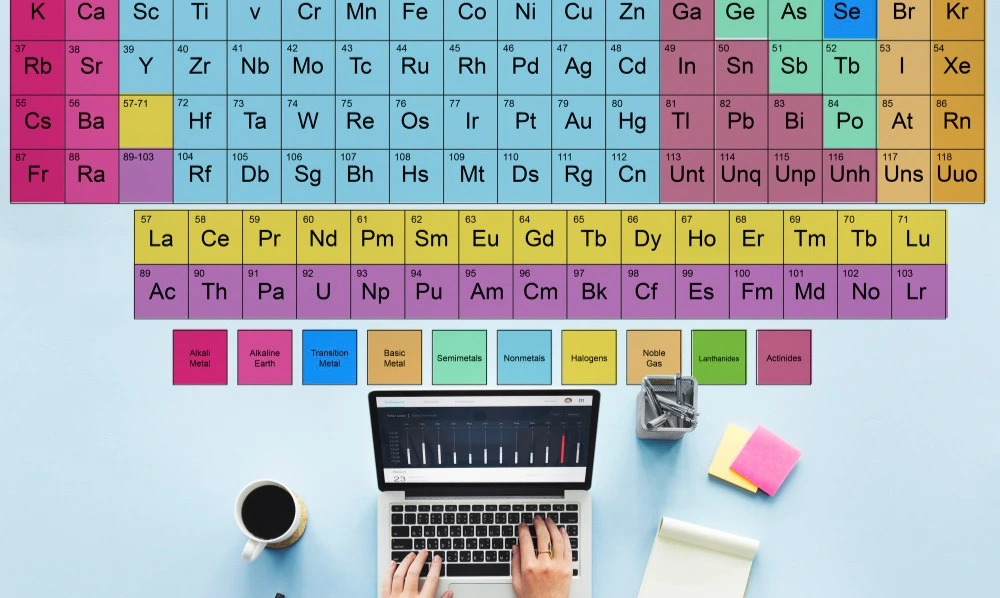 K Ca Sc Ti v Cr Mn Fe Co Ni Cu Zn Ga Ge As Se Br Kr
37 38 39 40 41 42 43 44 45 46 47 48 49 50 51 52 53 54
Rb Sr Y Zr Nb Mo Tc Ru Rh Pd Ag Cd In Sn Sb Tb I Xe
55 56 57-71 72 73 74 75 76 77 78 79 80 81 82 83 84 85 86
Cs Ba Hf Ta W Re Os Ir Pt Au Hg Tl Pb Bi Po At Rn
87 88 89-103 104 105 106 107 108 109 110 111 112 113 114 115 116 117 118
Fr Ra Rf Db Sg Bh Hs Mt Ds Rg Cn Unt Unq Unp Unh Uns Uuo
57 58 59 60 61 62 63 64 65 66 67 68 69 70 71
La Ce Pr Nd Pm Sm Eu Gd Tb Dy Ho Er Tm Tb Lu
89 90 91 92 93 94 95 96 97 98 99 100 101 102 103
Ac Th Pa U Np Pu Am Cm Bk Cf Es Fm Md No Lr
Alkali Metal
Alkaline Earth
Transition Metal
Basic Metal
Semimetals
Nonmetals
Halogens
Noble Gas
Lanthanides
Actinides
23